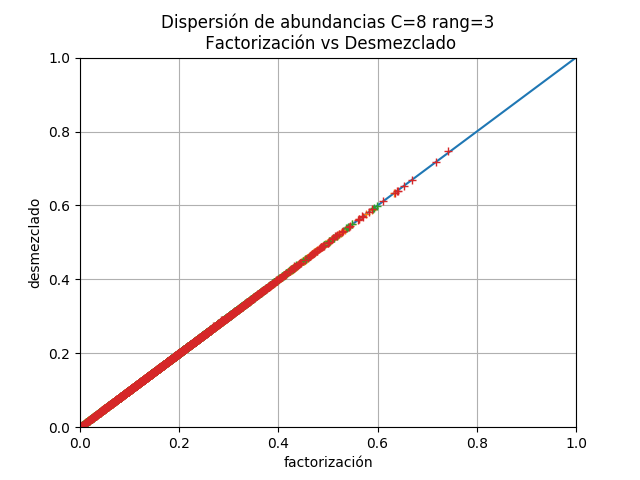 Dispersión de abundancias C=8 rang=3
Factorización vs Desmezclado
1.0
0.8
0.6
0.4
0.2
0.0
desmezclado
0.0 0.2 0.4 0.6 0.8 1.0
factorización